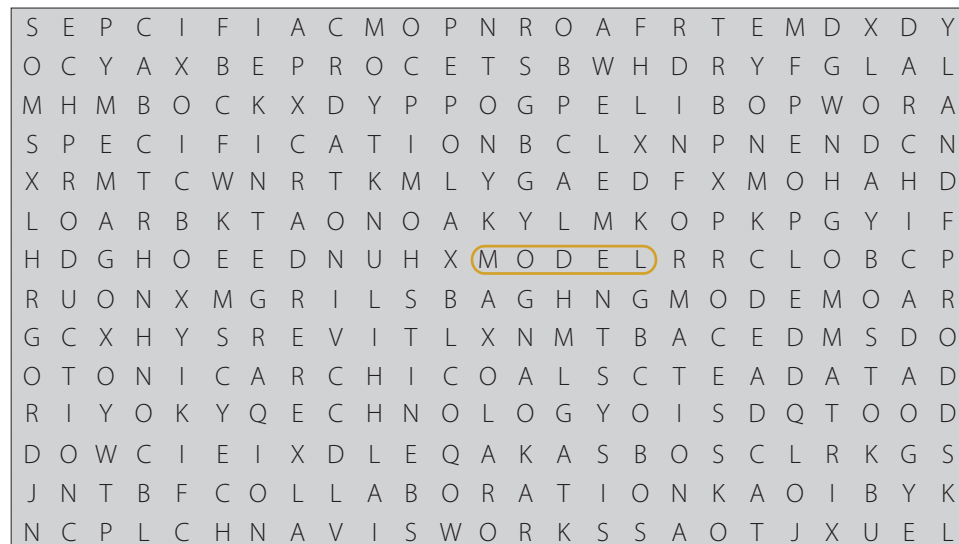 S E P C I F I A C M O P N R O A F R T E M D X D Y
O C Y A X B E P R O C E T S B W H D R Y F G L A L
M H M B O C K X D Y P P O G P E L I B O P W O R A
S P E C I F I C A T I O N B C L X N P N E N D C N
X R M T C W N R T K M L Y G A E D F X M O H A H D
L O A R B K T A O N O A K Y L M K O P K P G Y I F
H D G H O E E D N U H X M O D E L R R C L O B C P
R U O N X M G R I L S B A G H N G M O D E M O A R
G C X H Y S R E V I T L X N M T B A C E D M S D O
O T O N I C A R C H I C O A L S C T E A D A T A D
R I Y O K Y Q E C H N O L O G Y O I S D Q T O O D
D O W C I E I X D L E Q A K A S B O S C L R K G S
J N T B F C O L L A B O R A T I O N K A O I B Y K
N C P L C H N A V I S W O R K S S A O T J X U E L